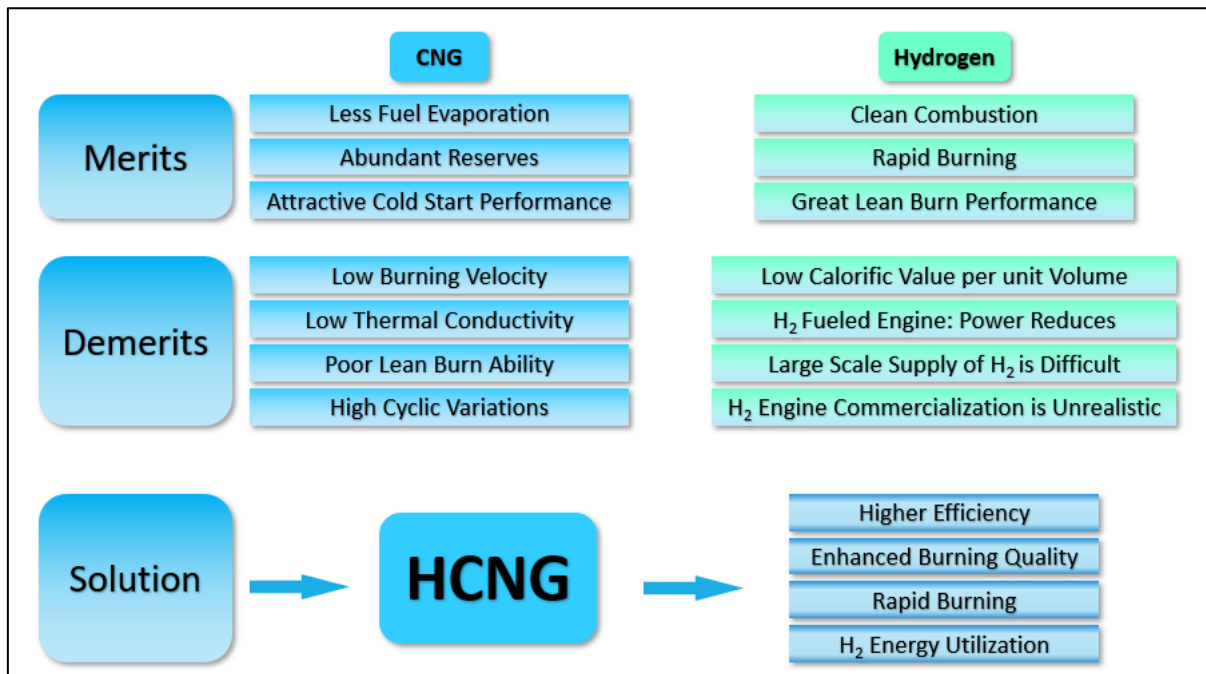 CNG
Hydrogen
Merits
Less Fuel Evaporation
Abundant Reserves
Attractive Cold Start Performance
Clean Combustion
Rapid Burning
Great Lean Burn Performance
Demerits
Low Burning Velocity
Low Thermal Conductivity
Poor Lean Burn Ability
High Cyclic Variations
Low Calorific Value per unit Volume
H₂ Fueled Engine: Power Reduces
Large Scale Supply of H₂ is Difficult
H₂ Engine Commercialization is Unrealistic
Solution
HCNG
Higher Efficiency
Enhanced Burning Quality
Rapid Burning
H₂ Energy Utilization